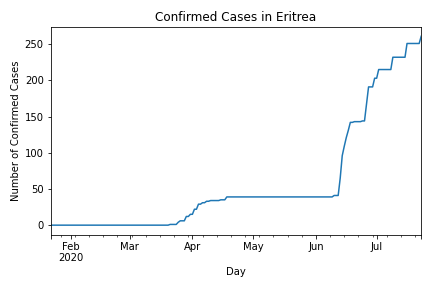 Confirmed Cases in Eritrea
Number of Confirmed Cases
250
200
150
100
50
0
Feb
2020
Mar
Apr
May
Jun
Jul
Day